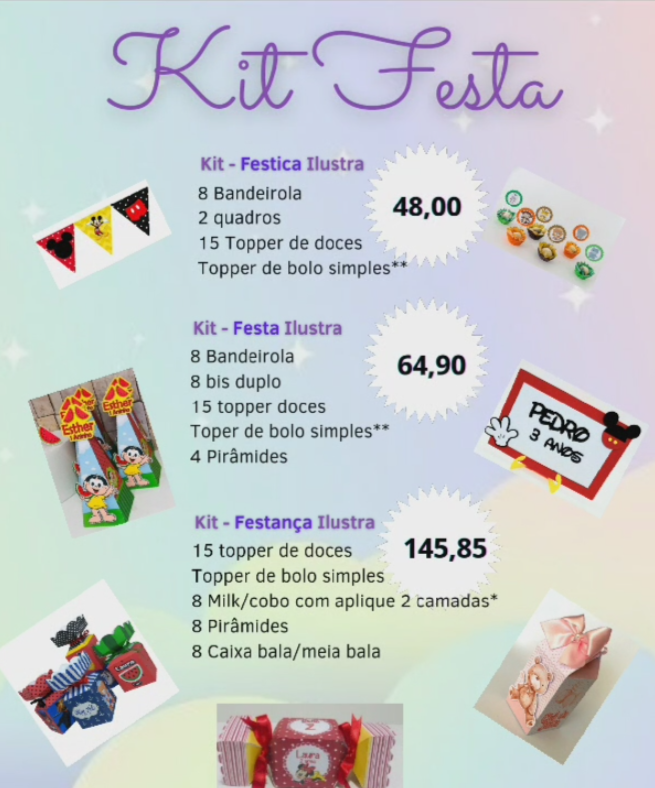 Kit Festa
Kit - Festica Ilustra
8 Bandeirola
2 quadros
15 Topper de doces
Topper de bolo simples**
48,00
Kit - Festa Ilustra
8 Bandeirola
8 bis duplo
15 topper doces
Toper de bolo simples**
4 Pirâmides
64,90
Esther
Esther
1 Aninho
PEDRO
3 ANOS
Kit - Festança Ilustra
15 topper de doces
Topper de bolo simples
8 Milk/cobo com aplique 2 camadas*
8 Pirâmides
8 Caixa bala/meia bala
145,85
Laura
2